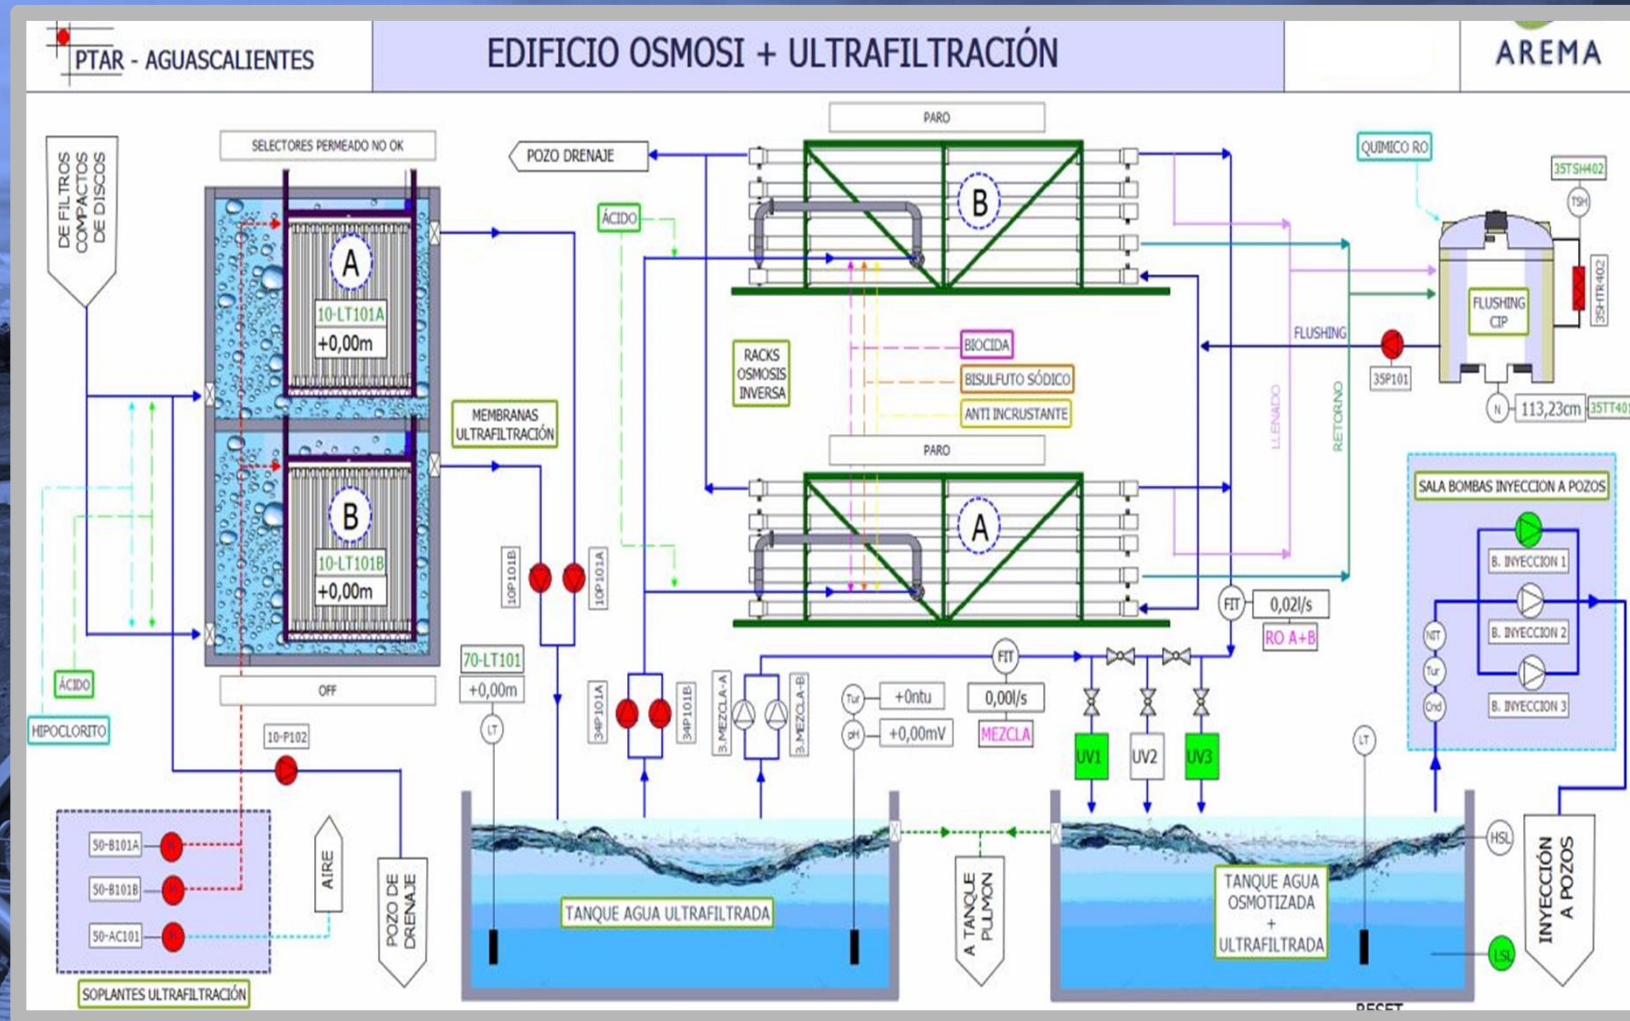 PTAR - AGUASCALIENTES
EDIFICIO OSMOSI + ULTRAFILTRACIÓN
AREMA
DE FILTROS
COMPACTOS
DE DISCOS
SELECTORES PERMEADO NO OK
A
10-LT101A
+0,00m
B
10-LT101B
+0,00m
OFF
MEMBRANAS
ULTRAFILTRACIÓN
ÁCIDO
HIPOCLORITO
10-P102
50-B101A
50-B101B
50-AC101
SOPLANTES ULTRAFILTRACIÓN
AIRE
POZO DE
DRENAJE
10P101B
10P101A
70-LT101
+0,00m
LT
TANQUE AGUA ULTRAFILTRADA
POZO DRENAJE
PARO
B
ÁCIDO
RACKS
OSMOSIS
INVERSA
BIOCIDA
BISULFUTO SÓDICO
ANTI INCRUSTANTE
PARO
A
34P101A
34P101B
3.MEZCLA-A
3.MEZCLA-B
Tur
+0ntu
pH
+0,00mV
FIT
0,00l/s
MEZCLA
FIT
0,02l/s
RO A+B
UV1
UV2
UV3
A TANQUE
PULMON
QUIMICO RO
35TSH402
TSH
35HTR402
FLUSHING
CIP
FLUSHING
35P101
N
113,23cm
35TT401
LLENADO
RETORNO
SALA BOMBAS INYECCION A POZOS
B. INYECCION 1
B. INYECCION 2
B. INYECCION 3
NIT
Tur
Cnd
LT
TANQUE AGUA
OSMOTIZADA
+
ULTRAFILTRADA
HSL
LSL
INYECCIÓN
A POZOS
RESET